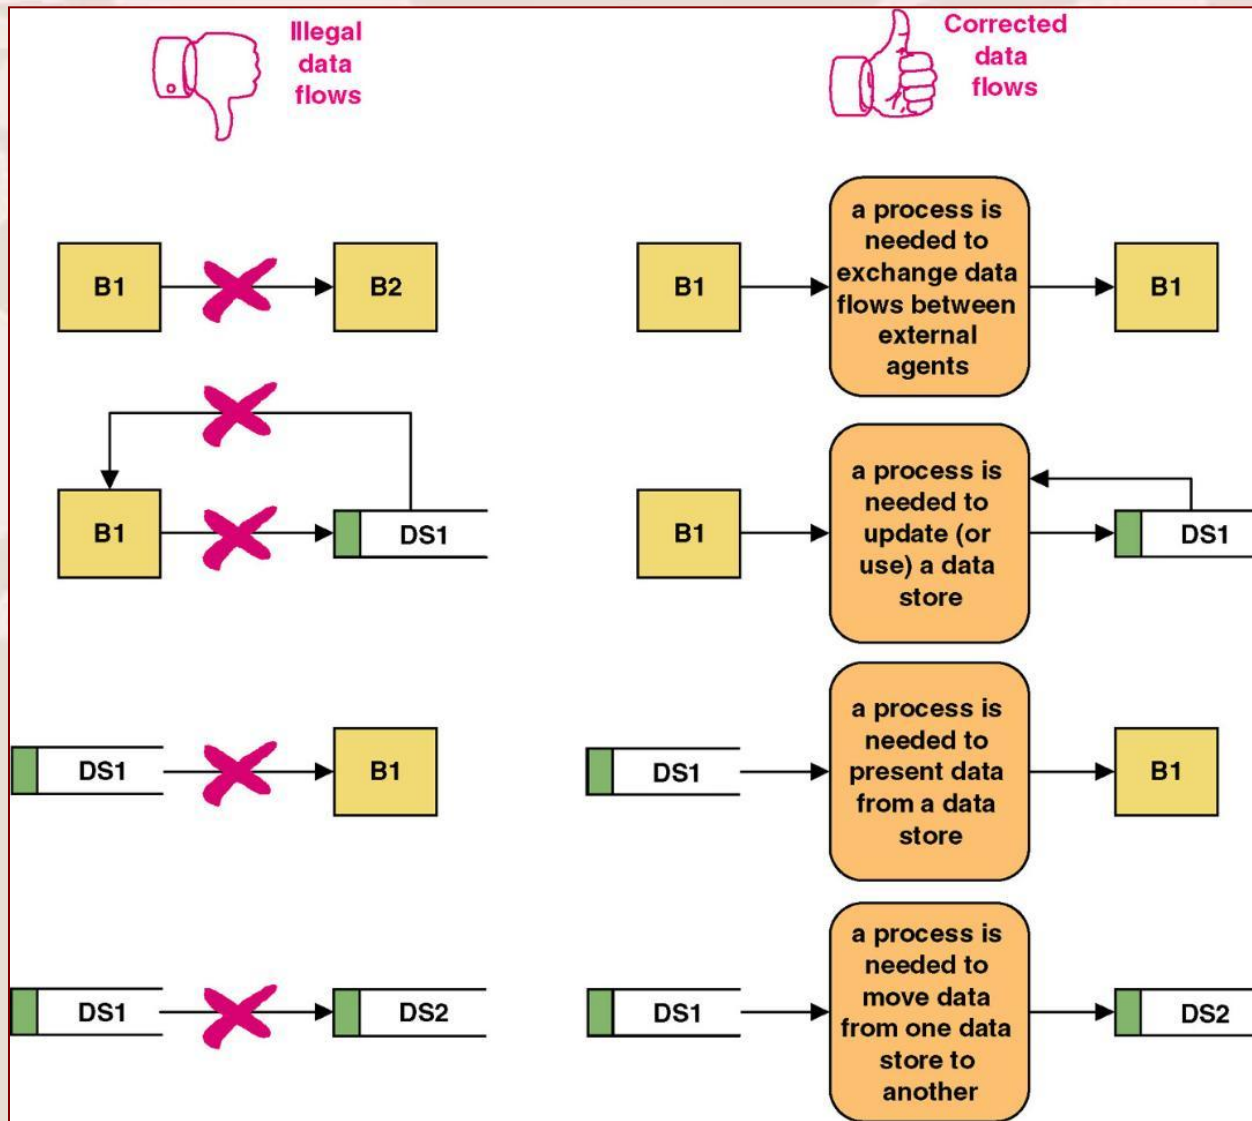 Illegal
data
flows
Corrected
data
flows
B1
B2
B1
a process is
needed to
exchange data
flows between
external
agents
B1
B1
DS1
B1
a process is
needed to
update (or
use) a data
store
DS1
DS1
B1
DS1
a process is
needed to
present data
from a data
store
B1
DS1
DS2
DS1
a process is
needed to
move data
from one data
store to
another
DS2